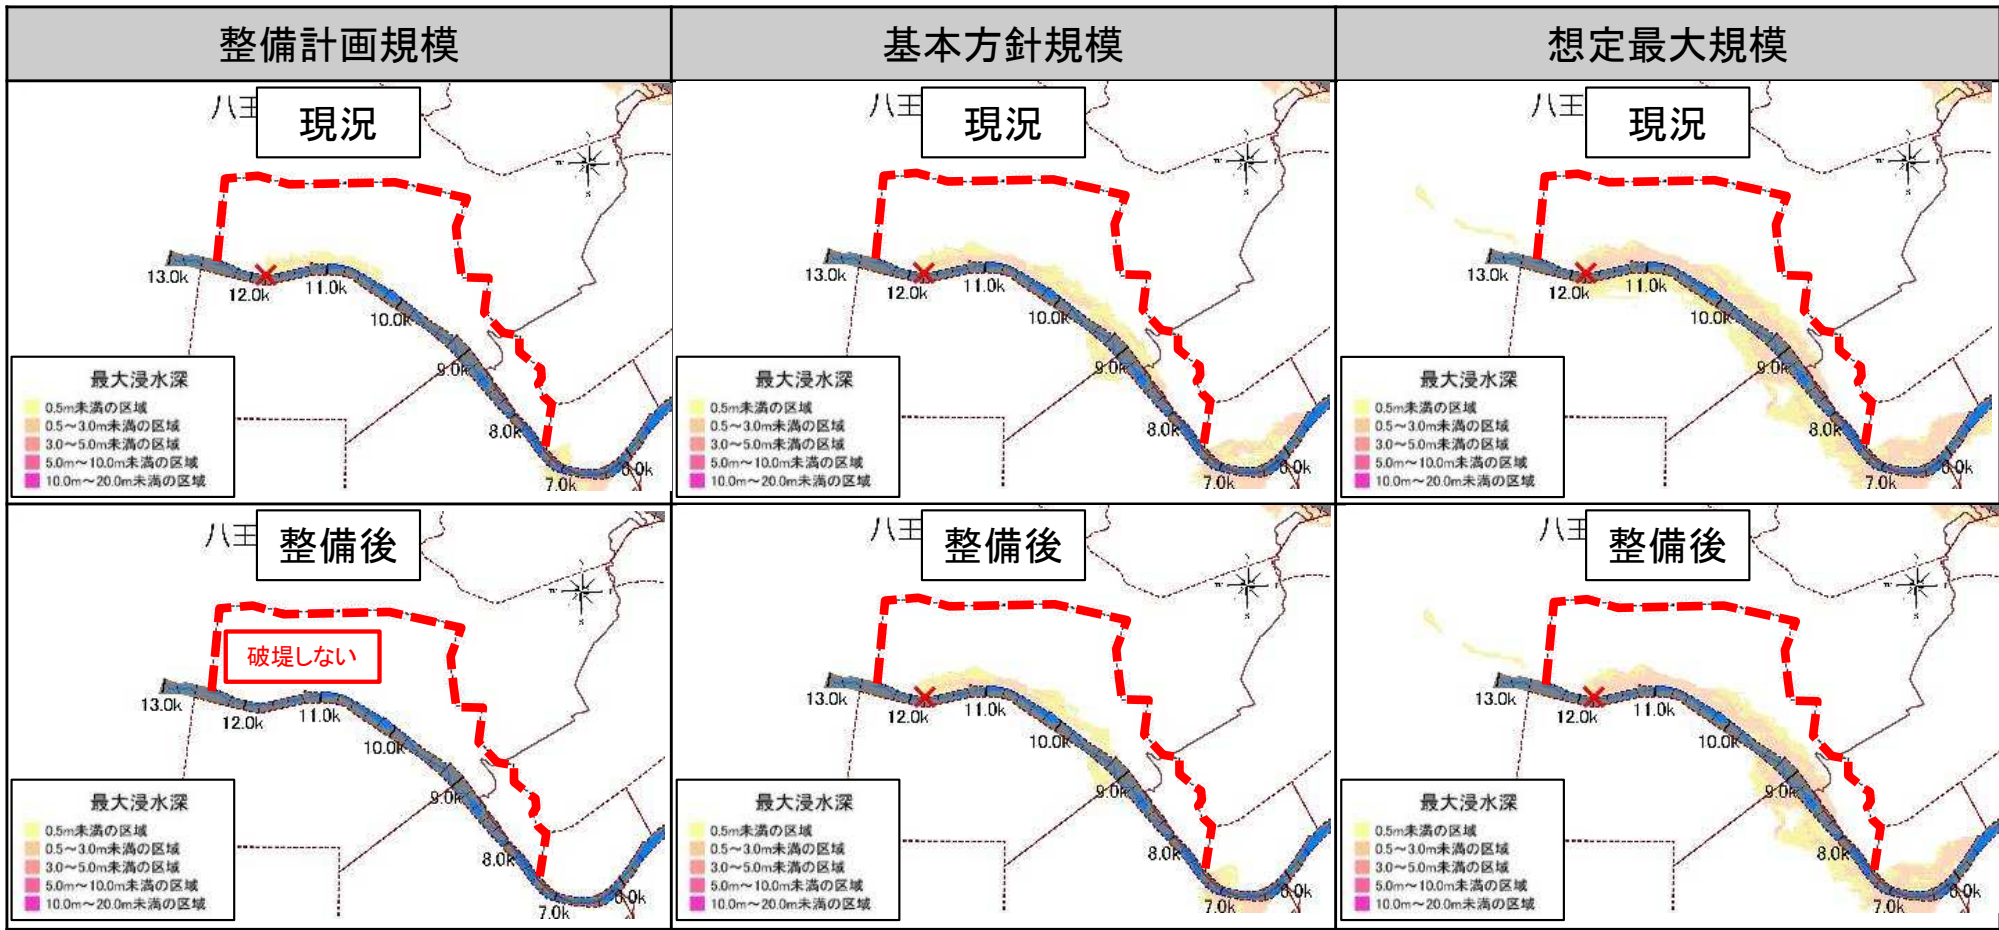 整備計画規模
基本方針規模
想定最大規模
八王
現況
13.0k
12.0k
11.0k
10.0k
9.0k
8.0k
7.0k
6.0k
最大浸水深
0.5m未満の区域
0.5～3.0m未満の区域
3.0～5.0m未満の区域
5.0m～10.0m未満の区域
10.0m～20.0m未満の区域
八王
現況
13.0k
12.0k
11.0k
10.0k
9.0k
8.0k
7.0k
6.0k
最大浸水深
0.5m未満の区域
0.5～3.0m未満の区域
3.0～5.0m未満の区域
5.0m～10.0m未満の区域
10.0m～20.0m未満の区域
八王
現況
13.0k
12.0k
11.0k
10.0k
9.0k
8.0k
7.0k
6.0k
最大浸水深
0.5m未満の区域
0.5～3.0m未満の区域
3.0～5.0m未満の区域
5.0m～10.0m未満の区域
10.0m～20.0m未満の区域
八王
整備後
破堤しない
13.0k
12.0k
11.0k
10.0k
9.0k
8.0k
7.0k
6.0k
最大浸水深
0.5m未満の区域
0.5～3.0m未満の区域
3.0～5.0m未満の区域
5.0m～10.0m未満の区域
10.0m～20.0m未満の区域
八王
整備後
13.0k
12.0k
11.0k
10.0k
9.0k
8.0k
7.0k
6.0k
最大浸水深
0.5m未満の区域
0.5～3.0m未満の区域
3.0～5.0m未満の区域
5.0m～10.0m未満の区域
10.0m～20.0m未満の区域
八王
整備後
13.0k
12.0k
11.0k
10.0k
9.0k
8.0k
7.0k
6.0k
最大浸水深
0.5m未満の区域
0.5～3.0m未満の区域
3.0～5.0m未満の区域
5.0m～10.0m未満の区域
10.0m～20.0m未満の区域